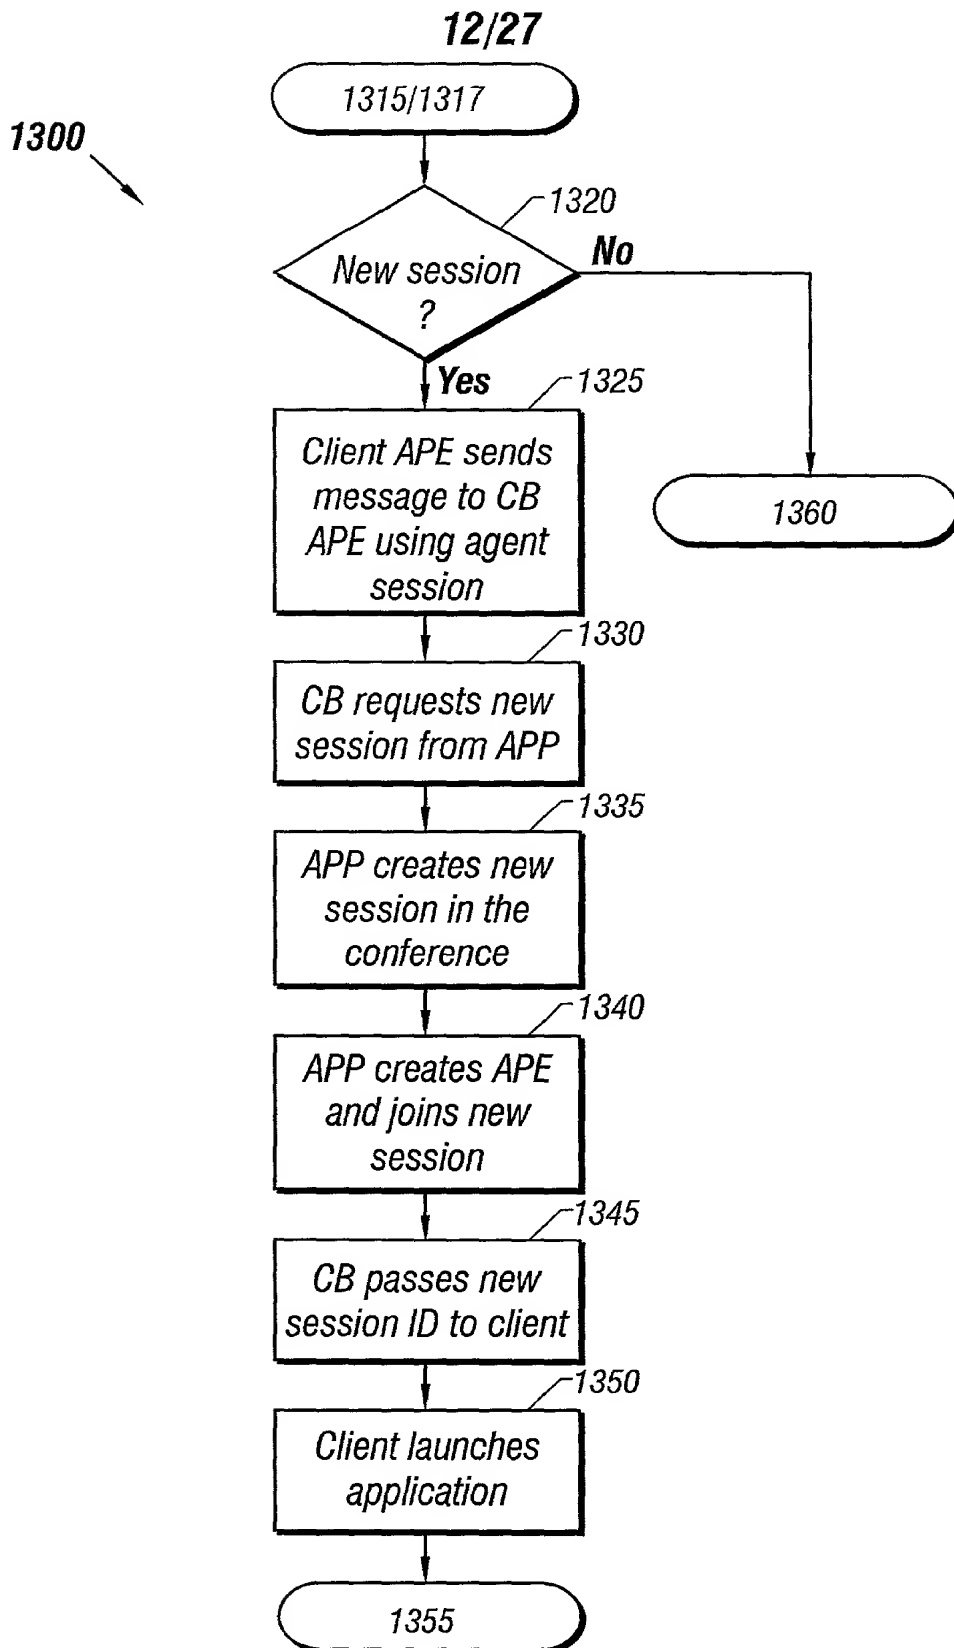 12/27
1315/1317
1300
1320
New session
?
No
Yes
1325
Client APE sends
message to CB
APE using agent
session
1360
1330
CB requests new
session from APP
1335
APP creates new
session in the
conference
1340
APP creates APE
and joins new
session
1345
CB passes new
session ID to client
1350
Client launches
application
1355